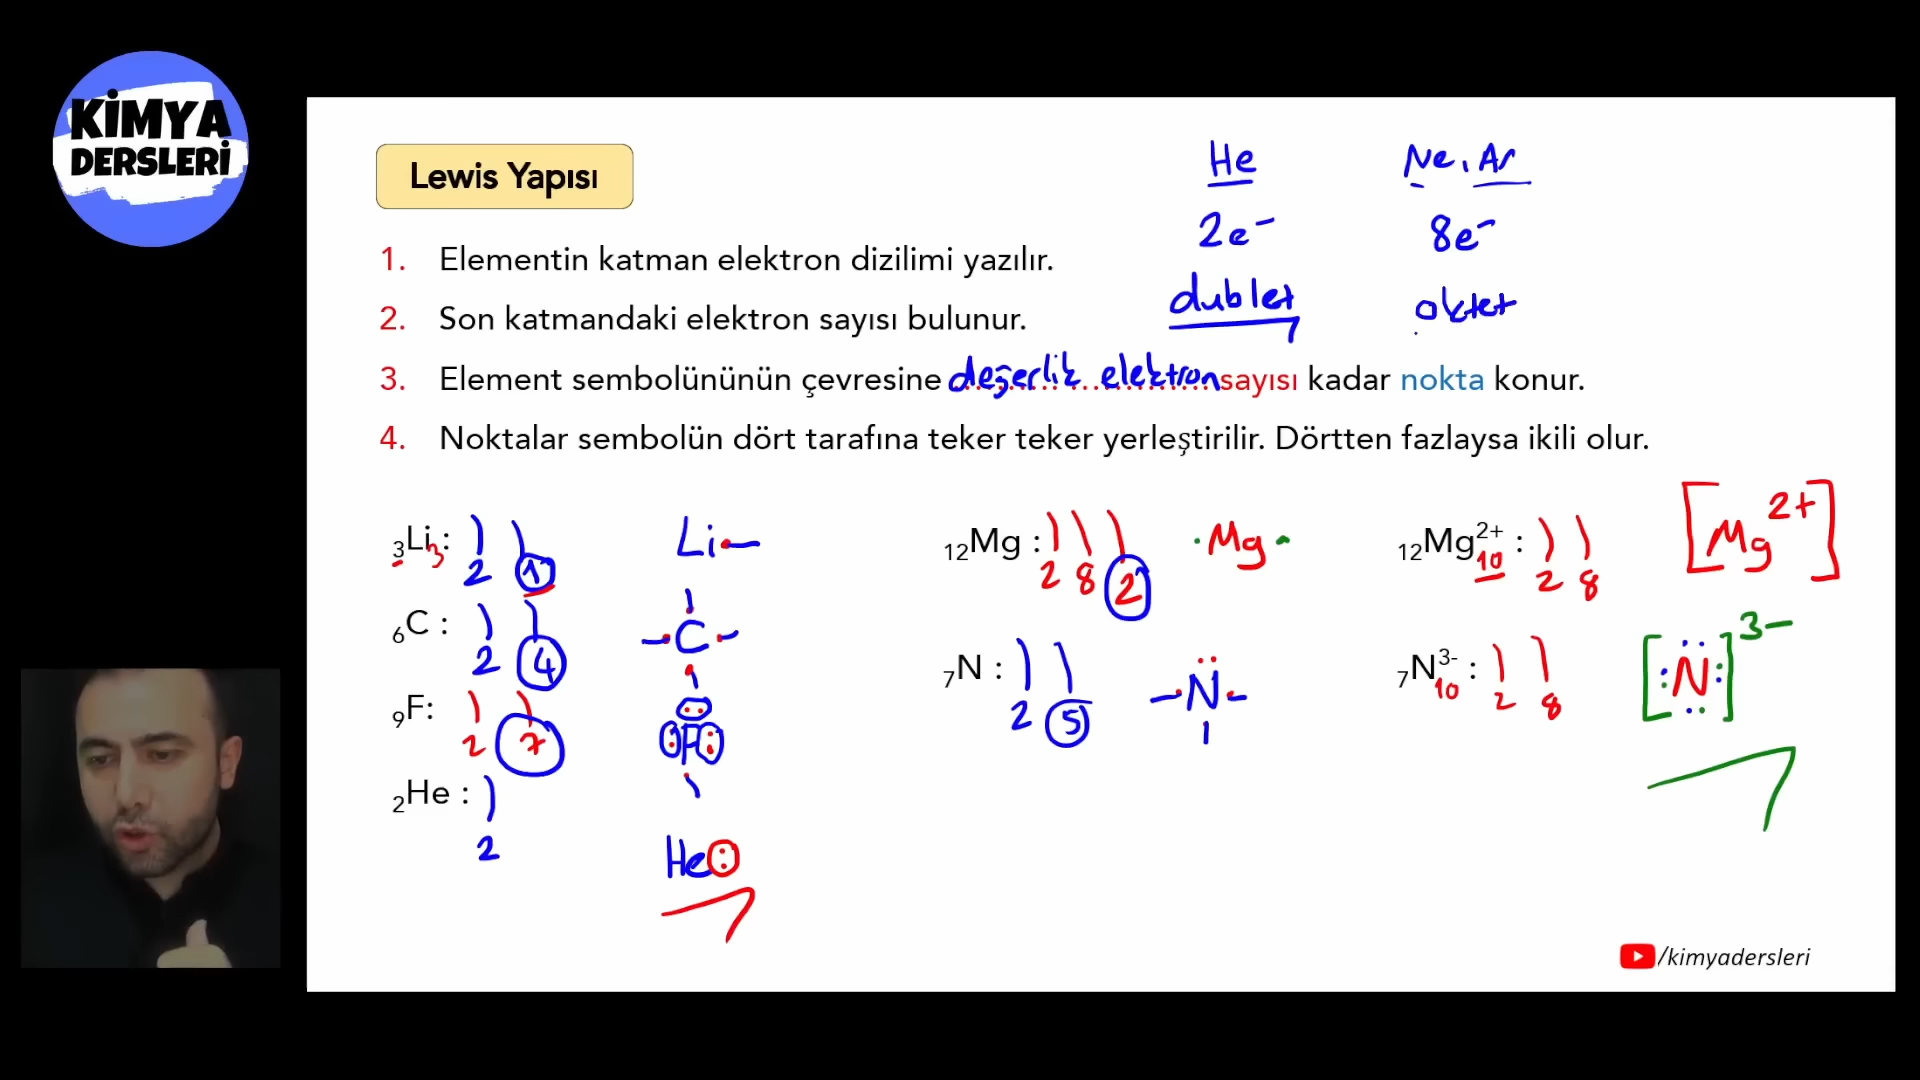 KİMYA
DERSLERİ
Lewis Yapısı
He
Ne, Ar
2e⁻
8e⁻
dublet
oktet
1. Elementin katman elektron dizilimi yazılır.
2. Son katmandaki elektron sayısı bulunur.
3. Element sembolününün çevresine değerlik elektron sayısı kadar nokta konur.
4. Noktalar sembolün dört tarafına teker teker yerleştirilir. Dörtten fazlaysa ikili olur.
₃Li : 3 ) ) 2 1 Li
₆C : ) ) 2 4 C
₉F: ) ) 2 7 F
₂He : ) 2 He:
₁₂Mg : ) ) ) 2 8 2 ·Mg·
₇N : ) ) 2 5 N
₁₂Mg²⁺ : 10 ) ) 2 8 [Mg²⁺]
₇N³⁻ : 10 ) ) 2 8 [:N:]³⁻
/kimyadersleri